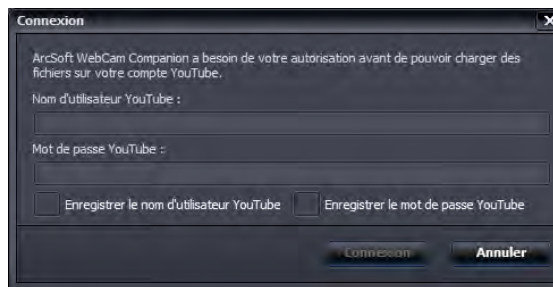 Connexion
ArcSoft WebCam Companion a besoin de votre autorisation avant de pouvoir charger des
fichiers sur votre compte YouTube.
Nom d'utilisateur YouTube :
Mot de passe YouTube :
Enregistrer le nom d'utilisateur YouTube Enregistrer le mot de passe YouTube
Connexion Annuler